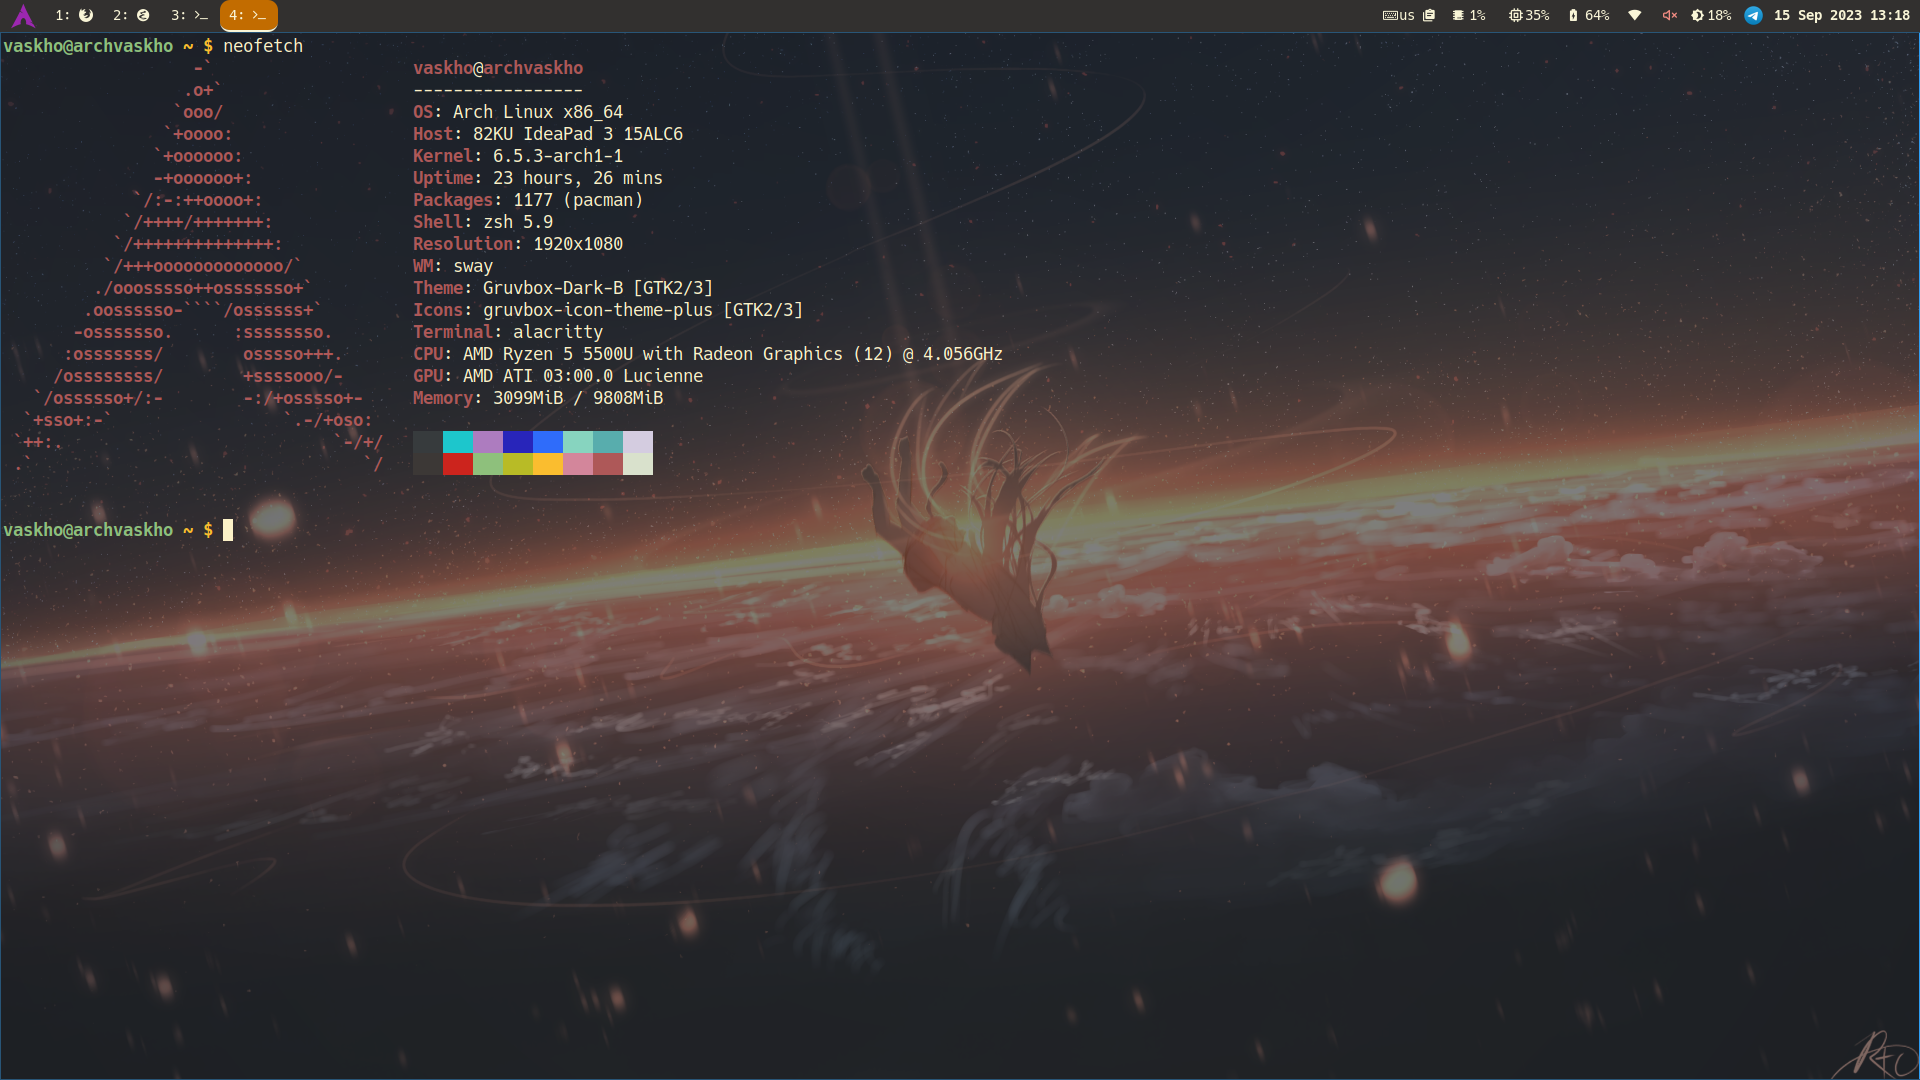 1: 2: 3: >_ 4: >_ us 1% 35% 64% 18% 15 Sep 2023 13:18
vaskho@archvaskho ~ $ neofetch
-`                    vaskho@archvaskho
.o+`                   -----------------
`ooo/                   OS: Arch Linux x86_64
`+oooo:                  Host: 82KU IdeaPad 3 15ALC6
`+oooooo:                 Kernel: 6.5.3-arch1-1
-+oooooo+:                Uptime: 23 hours, 26 mins
`/:-:++oooo+:               Packages: 1177 (pacman)
`/++++/+++++++:              Shell: zsh 5.9
`/++++++++++++++:             Resolution: 1920x1080
`/+++ooooooooooooo/`           WM: sway
./ooosssso++osssssso+`          Theme: Gruvbox-Dark-B [GTK2/3]
.oossssso-````/ossssss+`         Icons: gruvbox-icon-theme-plus [GTK2/3]
-osssssso.      :ssssssso.        Terminal: alacritty
:osssssss/        osssso+++.       CPU: AMD Ryzen 5 5500U with Radeon Graphics (12) @ 4.056GHz
/ossssssss/        +ssssooo/-       GPU: AMD ATI 03:00.0 Lucienne
`/ossssso+/:-        -:/+osssso+-     Memory: 3099MiB / 9808MiB
`+sso+:-`                 `.-/+oso:
`++:.                           `-/+/
.`                                 `/
vaskho@archvaskho ~ $